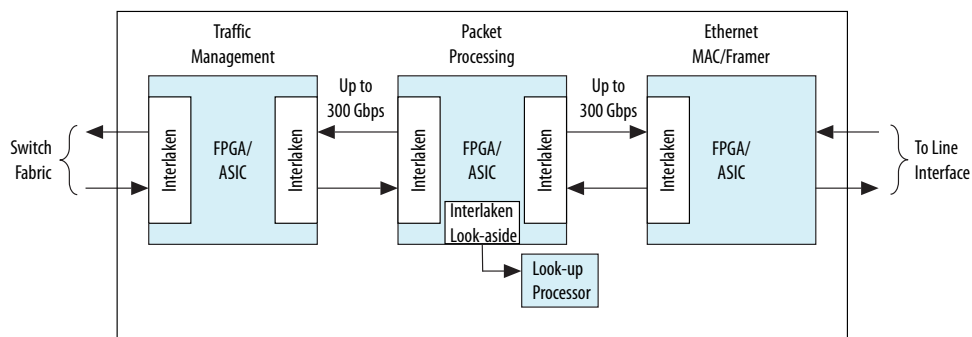 Traffic
Management
Packet
Processing
Ethernet
MAC/Framer
Up to
300 Gbps
Up to
300 Gbps
Switch
Fabric
Interlaken
FPGA/
ASIC
Interlaken
Interlaken
FPGA/
ASIC
Interlaken
Interlaken
FPGA/
ASIC
To Line
Interface
Interlaken
Look-aside
Look-up
Processor